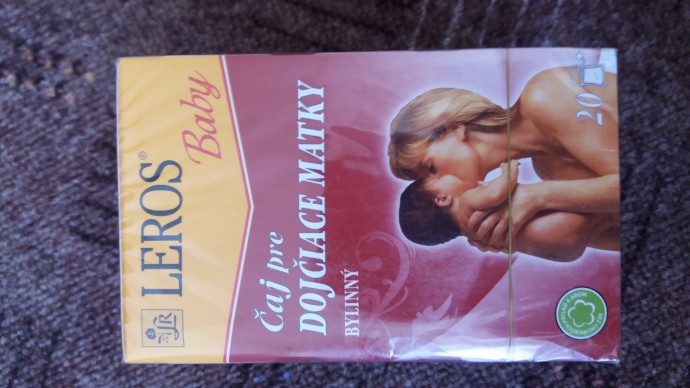 LEROS®
Baby
Čaj pre
DOJČIACE MATKY
BYLINNÝ
20